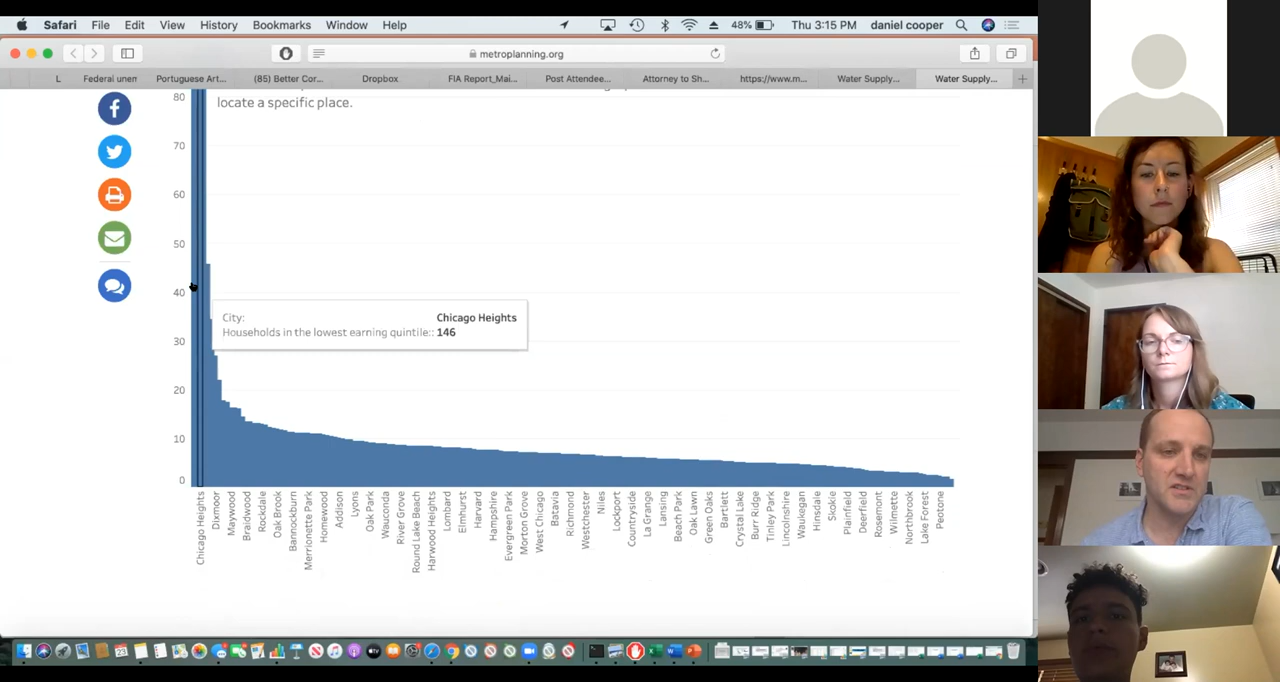 Safari File Edit View History Bookmarks Window Help 48% Thu 3:15 PM daniel cooper
metroplanning.org
L Federal unem Portuguese Art... (85) Better Cor... Dropbox FIA Report_Mai... Post Attendee... Attorney to Sh... https://www.m... Water Supply... Water Supply...
locate a specific place.
80
70
60
50
40
30
20
10
0
City: Chicago Heights
Households in the lowest earning quintile:: 146
Chicago Heights
Dixmoor
Maywood
Braidwood
Rockdale
Oak Brook
Bannockburn
Merrionette Park
Homewood
Addison
Lyons
Oak Park
Wauconda
River Grove
Round Lake Beach
Harwood Heights
Lombard
Elmhurst
Harvard
Hampshire
Evergreen Park
Morton Grove
West Chicago
Batavia
Richmond
Westchester
Niles
Lockport
Countryside
La Grange
Lansing
Beach Park
Oak Lawn
Green Oaks
Bartlett
Crystal Lake
Burr Ridge
Tinley Park
Lincolnshire
Waukegan
Hinsdale
Skokie
Plainfield
Deerfield
Rosemont
Wilmette
Northbrook
Lake Forest
Peotone